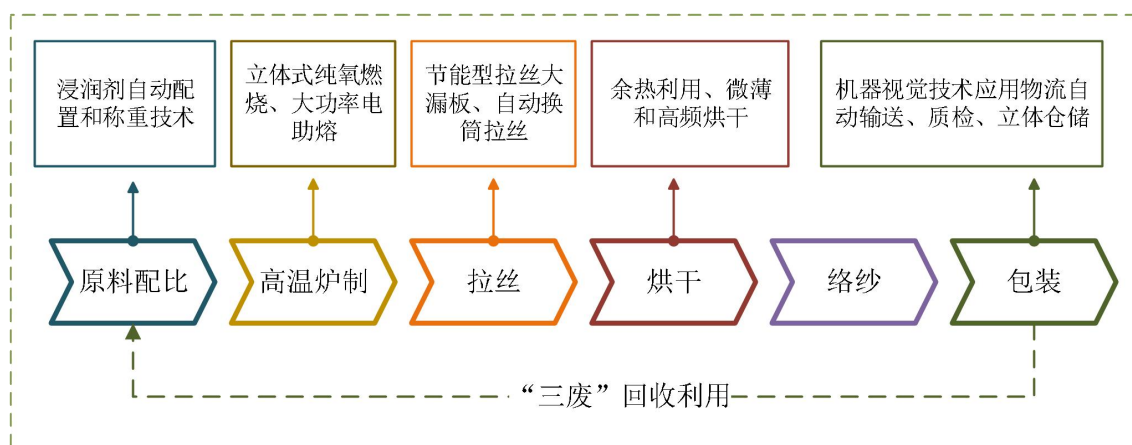 浸润剂自动配
置和称重技术
立体式纯氧燃
烧、大功率电
助熔
节能型拉丝大
漏板、自动换
筒拉丝
余热利用、微薄
和高频烘干
机器视觉技术应用物流自
动输送、质检、立体仓储
原料配比
高温炉制
拉丝
烘干
络纱
包装
“三废”回收利用